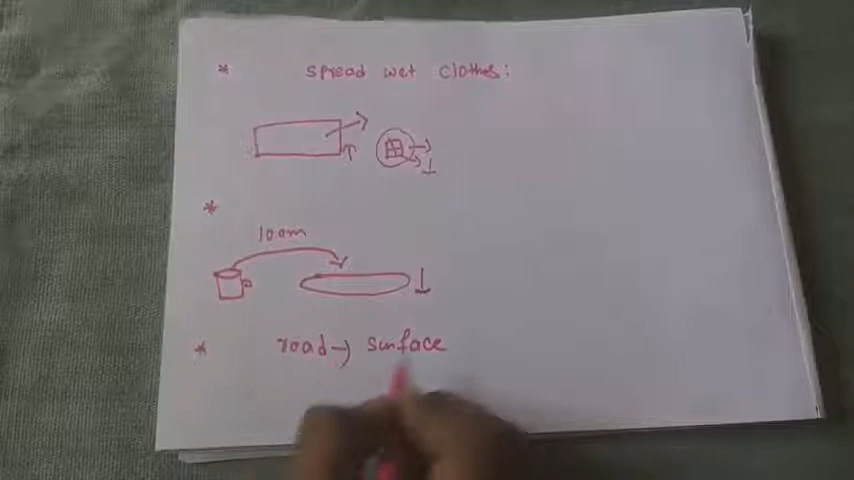 * spread wet clothes:
*
100m
* road → surface